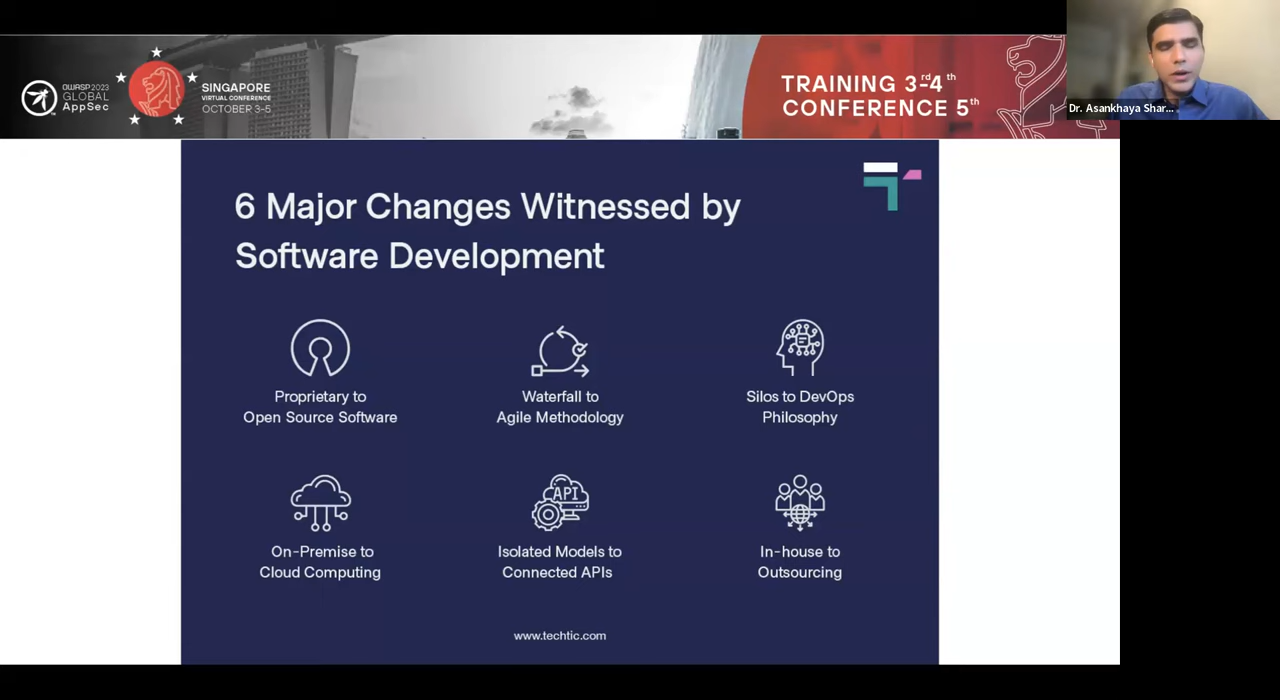 OWASP 2023
GLOBAL
AppSec
SINGAPORE
VIRTUAL CONFERENCE
OCTOBER 3-5
TRAINING 3rd-4th
CONFERENCE 5th
Dr. Asankhaya Shar...
6 Major Changes Witnessed by
Software Development
Proprietary to
Open Source Software
Waterfall to
Agile Methodology
Silos to DevOps
Philosophy
On-Premise to
Cloud Computing
API
Isolated Models to
Connected APIs
In-house to
Outsourcing
www.techtic.com